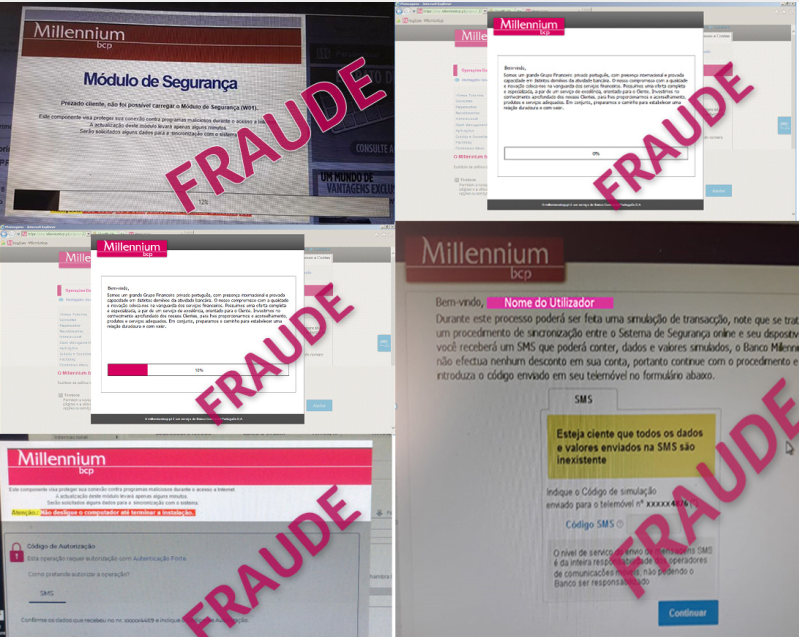 Millennium
bcp
Módulo de Segurança
Prezado cliente, não foi possível carregar o Módulo de Segurança (W01).
Este componente visa proteger sua conexão contra programas maliciosos durante o acesso a Internet
A actualização deste módulo levará apenas alguns minutos.
Serão solicitados alguns dados para a sincronização com o sistema.
12%
CONSULTE A
UM MUNDO DE
VANTAGENS EXCLUS
FRAUDE
Millennium
bcp
Bem-vindo,
Somos um grande Grupo Financeiro privado português, com presença internacional e provada
capacidade em distintos domínios da atividade bancária. O nosso compromisso com a qualidade
e inovação coloca-nos na vanguarda dos serviços financeiros. Possuímos uma oferta completa
e especializada, a par de um serviço de excelência, orientado para o Cliente. Investimos no
conhecimento aprofundado dos nossos Clientes, para lhes proporcionarmos o aconselhamento,
produtos e serviços adequados. Em conjunto, preparamos o caminho para estabelecer uma
relação duradoura e com valor.
0%
FRAUDE
Millennium
bcp
Bem-vindo,
Somos um grande Grupo Financeiro privado português, com presença internacional e provada
capacidade em distintos domínios da atividade bancária. O nosso compromisso com a qualidade
e inovação coloca-nos na vanguarda dos serviços financeiros. Possuímos uma oferta completa
e especializada, a par de um serviço de excelência, orientado para o Cliente. Investimos no
conhecimento aprofundado dos nossos Clientes, para lhes proporcionarmos o aconselhamento,
produtos e serviços adequados. Em conjunto, preparamos o caminho para estabelecer uma
relação duradoura e com valor.
FRAUDE
Millennium
bcp
Bem-vindo, Nome do Utilizador
Durante este processo poderá ser feita uma simulação de transacção, note que se trat
um procedimento de sincronização entre o Sistema de Segurança online e seu dispositiv
você receberá um SMS que poderá conter, dados e valores simulados, o Banco Millenn
não efectua nenhum desconto em sua conta, portanto continue com o procedimento e
introduza o código enviado em seu telemóvel no formulário abaixo.
SMS
Esteja ciente que todos os dados
e valores enviados na SMS são
inexistente
Indique o Código de simulação
enviado para o telemóvel nº xxxxx4876
Código SMS
O nível de serviço do envio de mensagens SMS
é da inteira responsabilidade dos operadores
de comunicações móveis, não podendo o
Banco ser responsabilizado
Continuar
FRAUDE
Millennium
bcp
Este componente visa proteger sua conexão contra programas maliciosos durante o acesso a Internet
A actualização deste módulo levará apenas alguns minutos.
Serão solicitados alguns dados para a sincronização com o sistema.
Atenção: Não desligue o computador até terminar a instalação.
Código de Autorização
Esta operação requer autorização com Autenticação Forte.
Como pretende autorizar a operação?
SMS
Confirme os dados que recebeu no nr. xxxxx4489 e indique o Código de Autorização.
FRAUDE